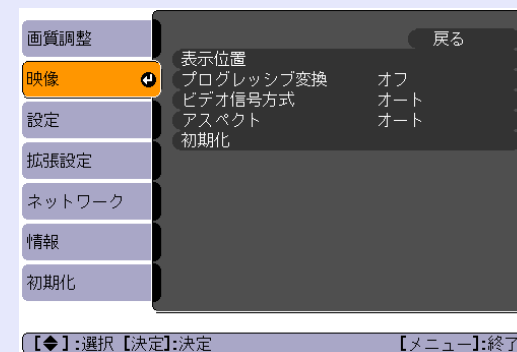 画質調整
映像
設定
拡張設定
ネットワーク
情報
初期化
戻る
表示位置
プログレッシブ変換 オフ
ビデオ信号方式 オート
アスペクト オート
初期化
【◆】:選択 【決定】:決定 【メニュー】:終了